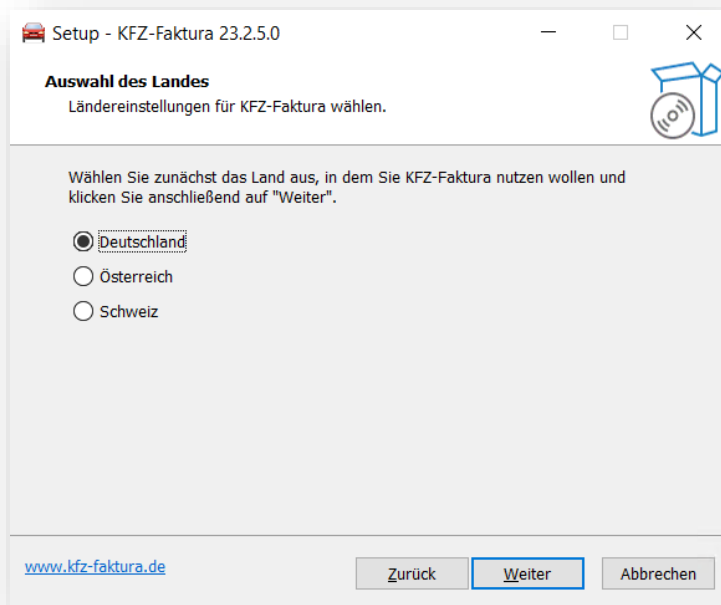 Setup - KFZ-Faktura 23.2.5.0
Auswahl des Landes
Ländereinstellungen für KFZ-Faktura wählen.
Wählen Sie zunächst das Land aus, in dem Sie KFZ-Faktura nutzen wollen und
klicken Sie anschließend auf "Weiter".
Deutschland
Österreich
Schweiz
www.kfz-faktura.de
Zurück
Weiter
Abbrechen